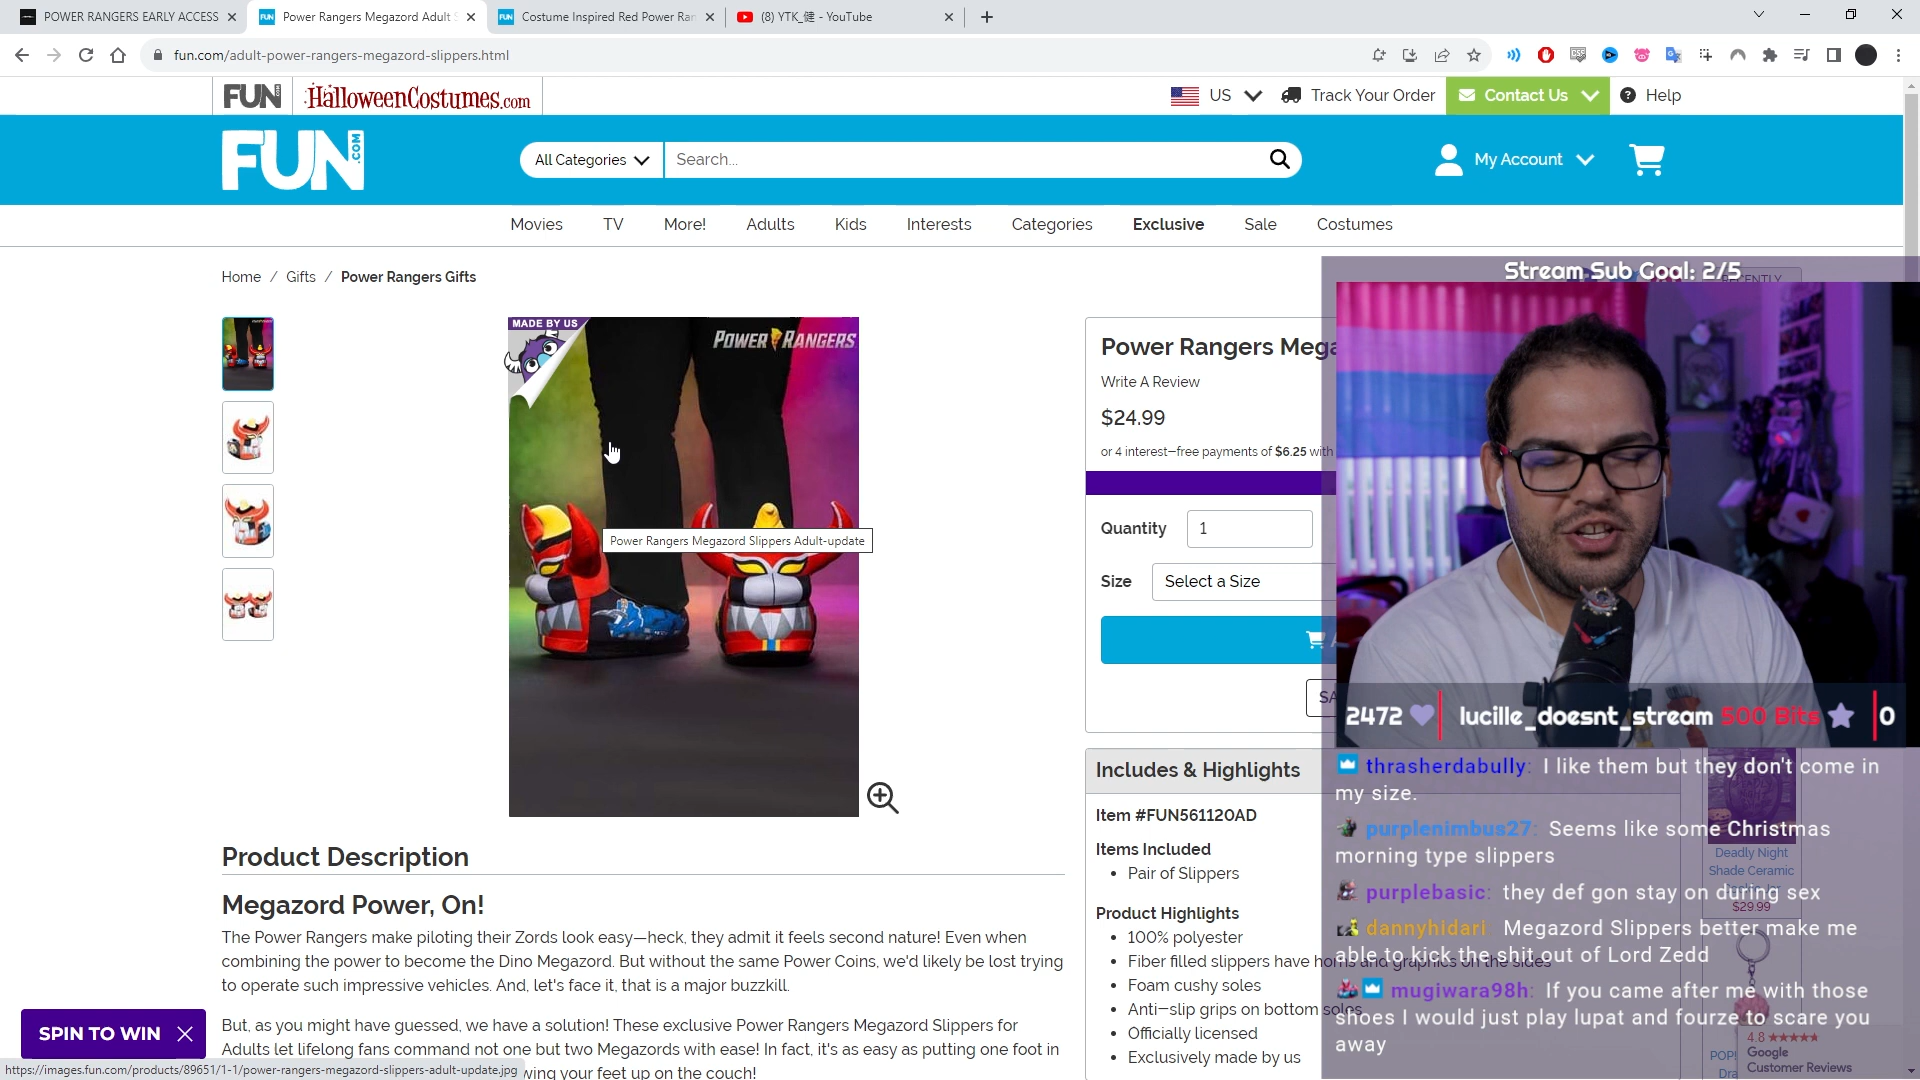 POWER RANGERS EARLY ACCESS
Power Rangers Megazord Adult S
Costume Inspired Red Power Ran
(8) YTK_健 - YouTube
fun.com/adult-power-rangers-megazord-slippers.html
FUN.COM
HalloweenCostumes.com
US
Track Your Order
Contact Us
Help
FUN.COM
All Categories
Search...
My Account
Movies
TV
More!
Adults
Kids
Interests
Categories
Exclusive
Sale
Costumes
Home / Gifts / Power Rangers Gifts
Stream Sub Goal: 2/5
RECENTLY
MADE BY US
POWER RANGERS
Power Rangers Mega
Write A Review
$24.99
or 4 interest-free payments of $6.25 with
Quantity
1
Size
Select a Size
Power Rangers Megazord Slippers Adult-update
SA
2472
lucille_doesnt_stream 500 Bits
0
Includes & Highlights
Item #FUN561120AD
Items Included
• Pair of Slippers
Product Highlights
• 100% polyester
• Fiber filled slippers have horns and graphics on the sides
• Foam cushy soles
• Anti-slip grips on bottom soles
• Officially licensed
• Exclusively made by us
thrasherdabully: I like them but they don't come in
my size.
purplenimbus27: Seems like some Christmas
morning type slippers
purplebasic: they def gon stay on during sex
dannyhidari Megazord Slippers better make me
able to kick the shit out of Lord Zedd
mugiwara98h: If you came after me with those
shoes I would just play lupat and fourze to scare you
away
Deadly Night
Shade Ceramic
$29.99
POP!
Dra
4.8
Google
Customer Reviews
Product Description
Megazord Power, On!
The Power Rangers make piloting their Zords look easy—heck, they admit it feels second nature! Even when
combining the power to become the Dino Megazord. But without the same Power Coins, we'd likely be lost trying
to operate such impressive vehicles. And, let's face it, that is a major buzzkill.
But, as you might have guessed, we have a solution! These exclusive Power Rangers Megazord Slippers for
Adults let lifelong fans command not one but two Megazords with ease! In fact, it's as easy as putting one foot in
wing your feet up on the couch!
SPIN TO WIN
https://images.fun.com/products/89651/1-1/power-rangers-megazord-slippers-adult-update.jpg